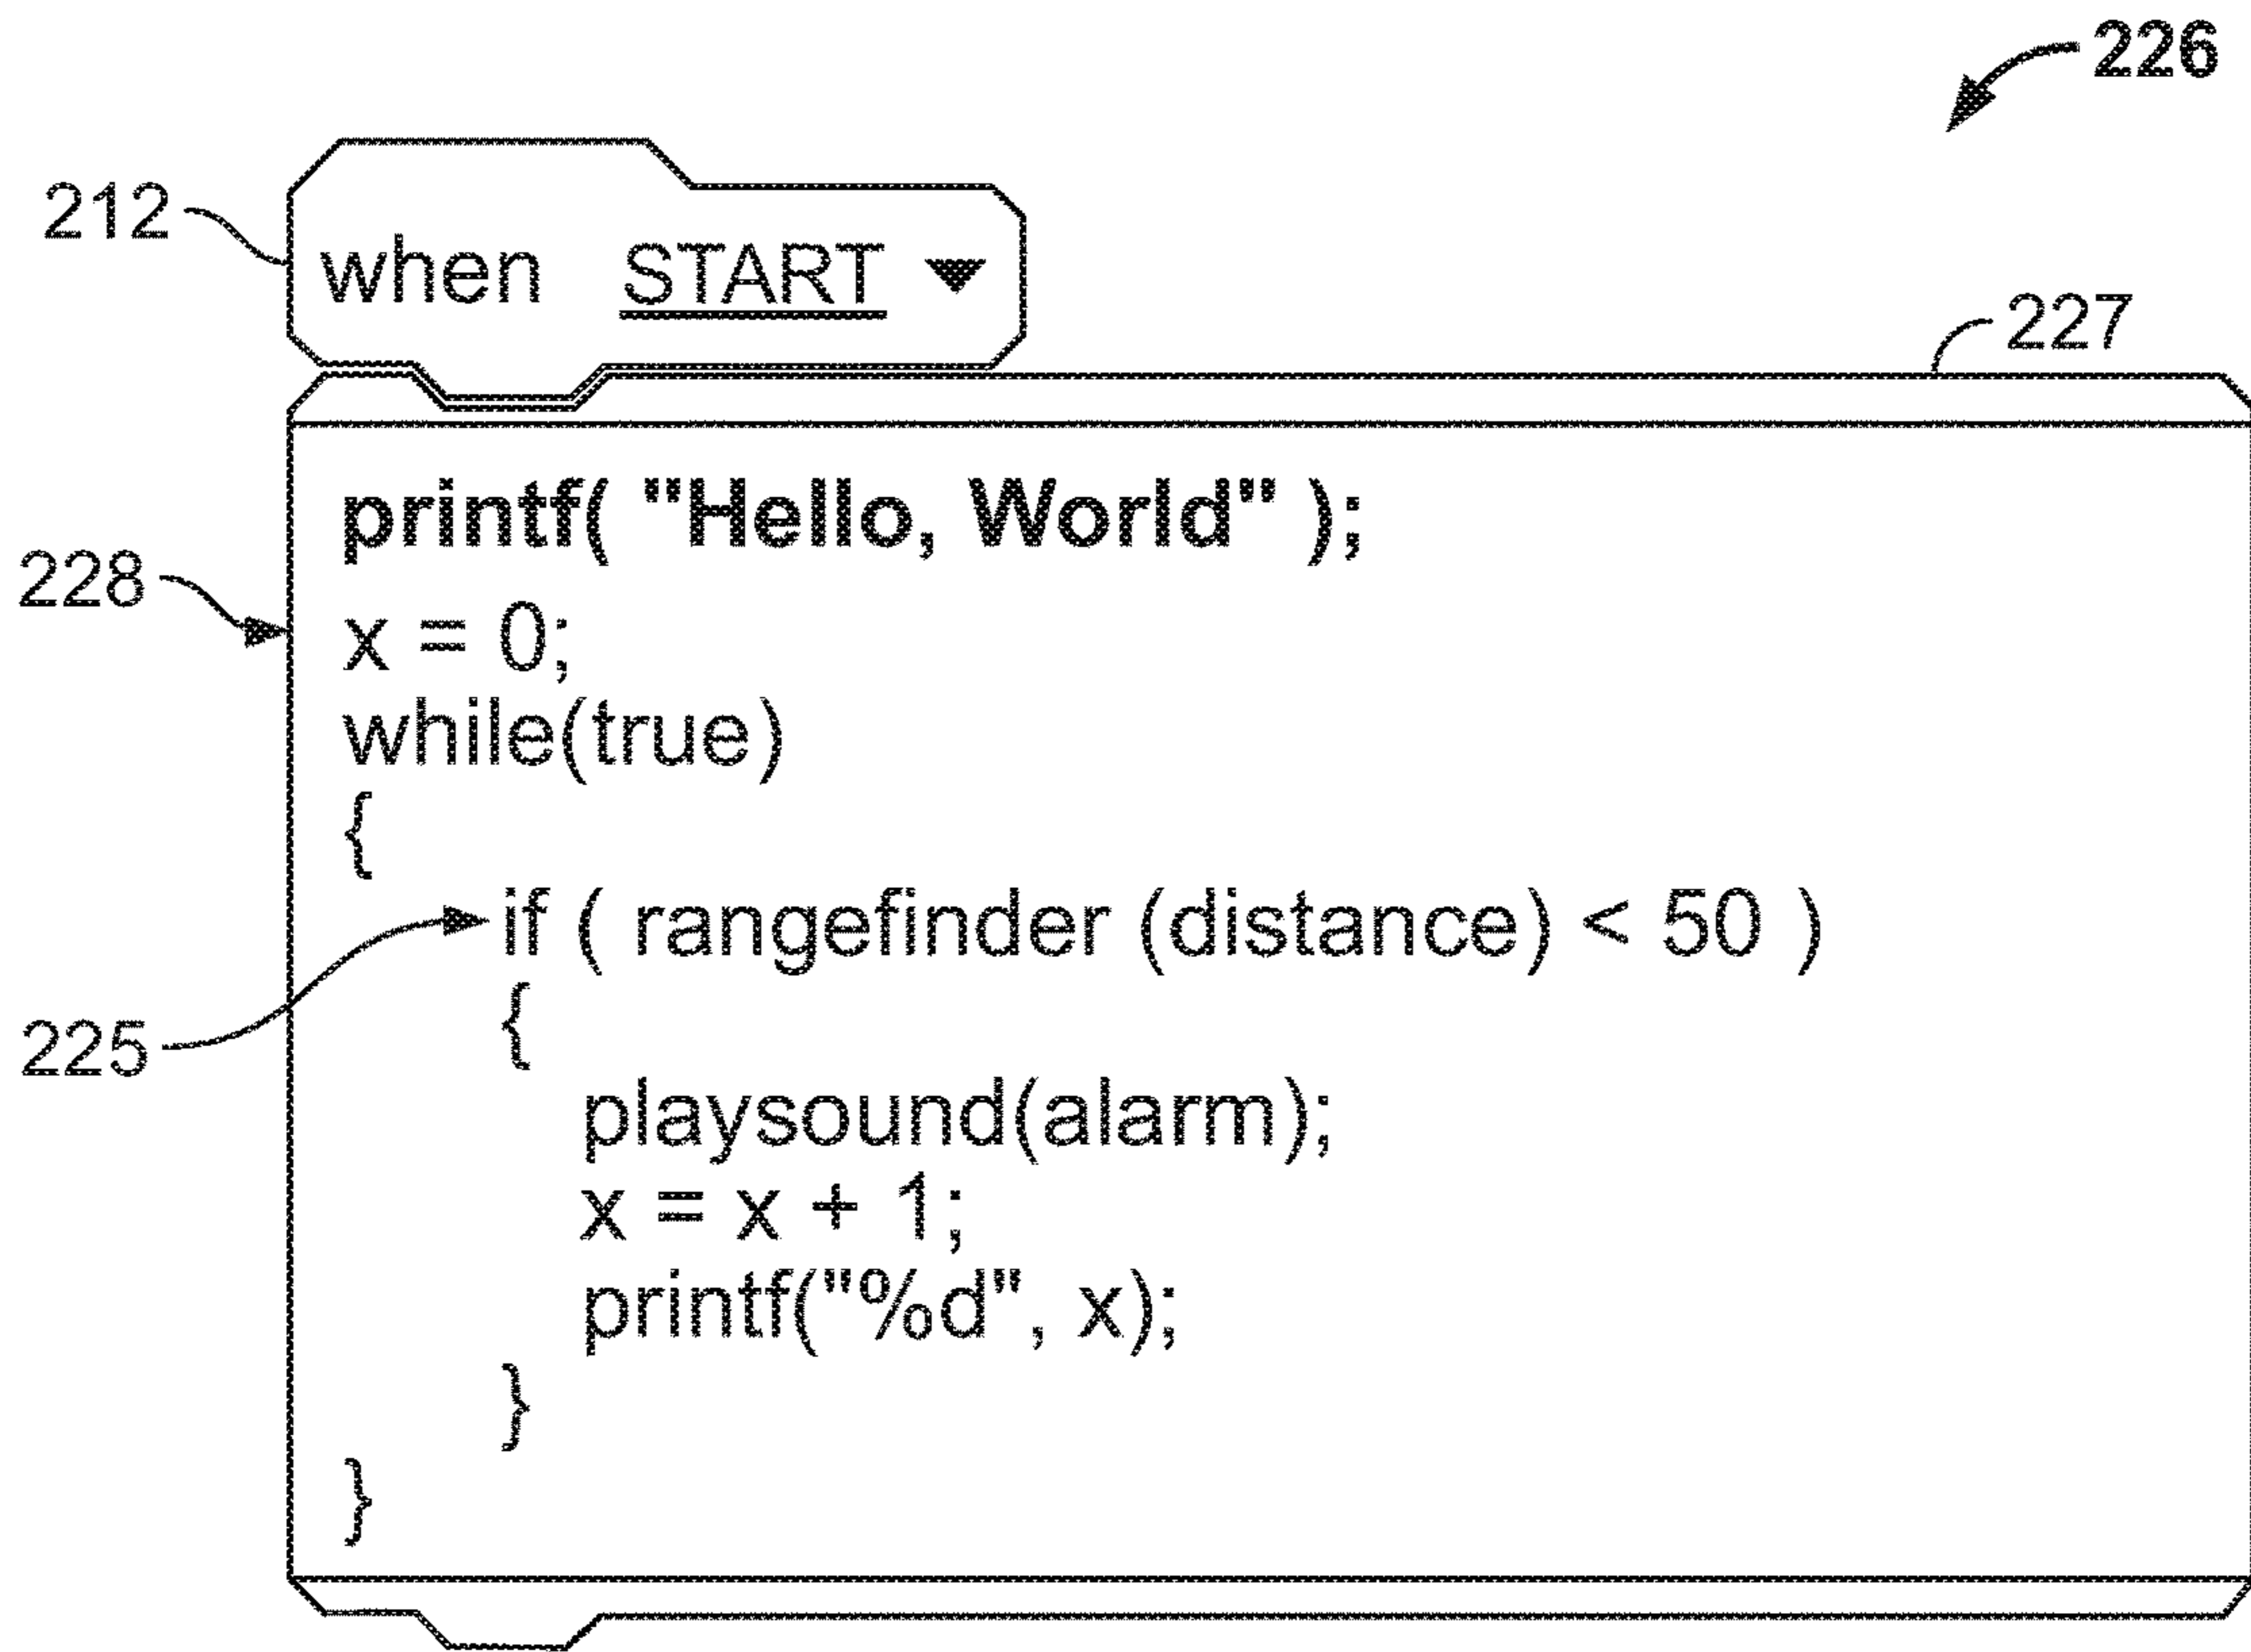 226
212
when START
227
printf( "Hello, World" );
228
x = 0;
while(true)
{
if ( rangefinder (distance) < 50 )
225
{
playsound(alarm);
x = x + 1;
printf("%d", x);
}
}